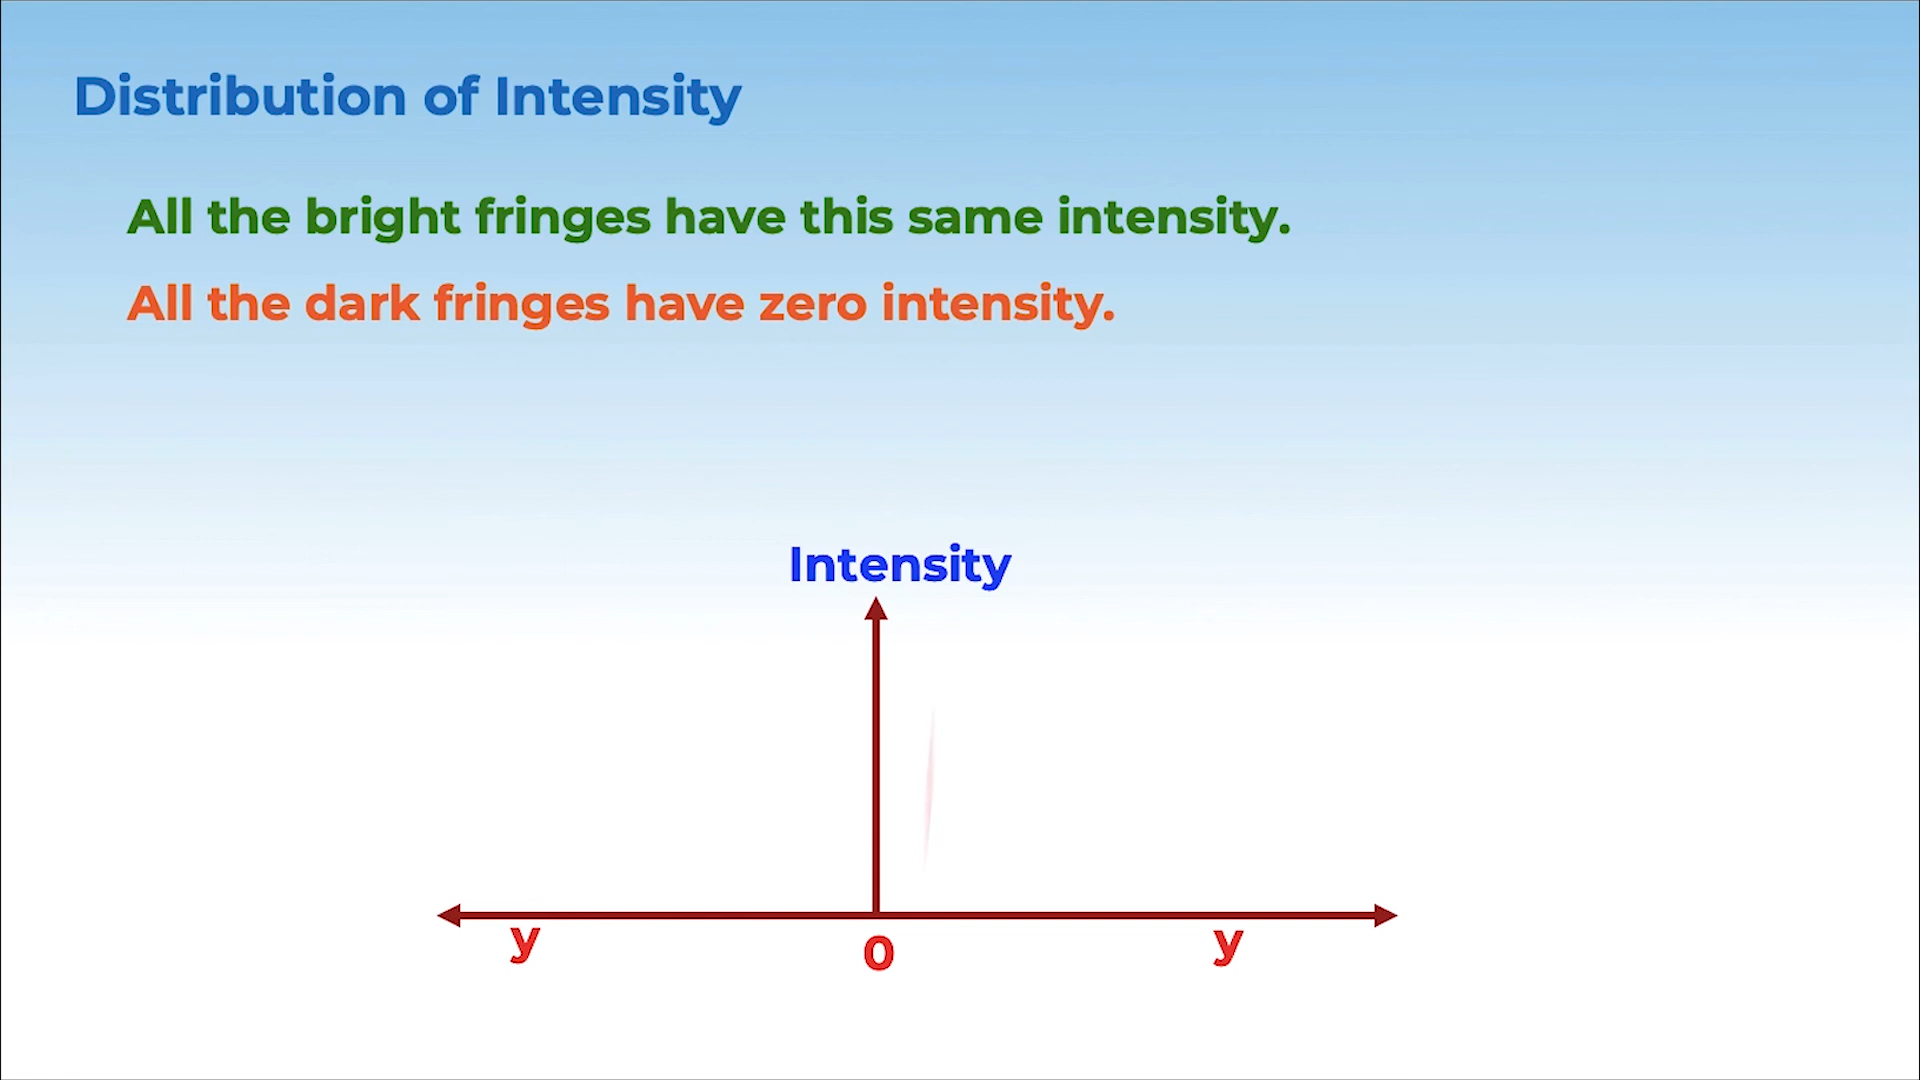 Distribution of Intensity
All the bright fringes have this same intensity.
All the dark fringes have zero intensity.
Intensity
y 0 y